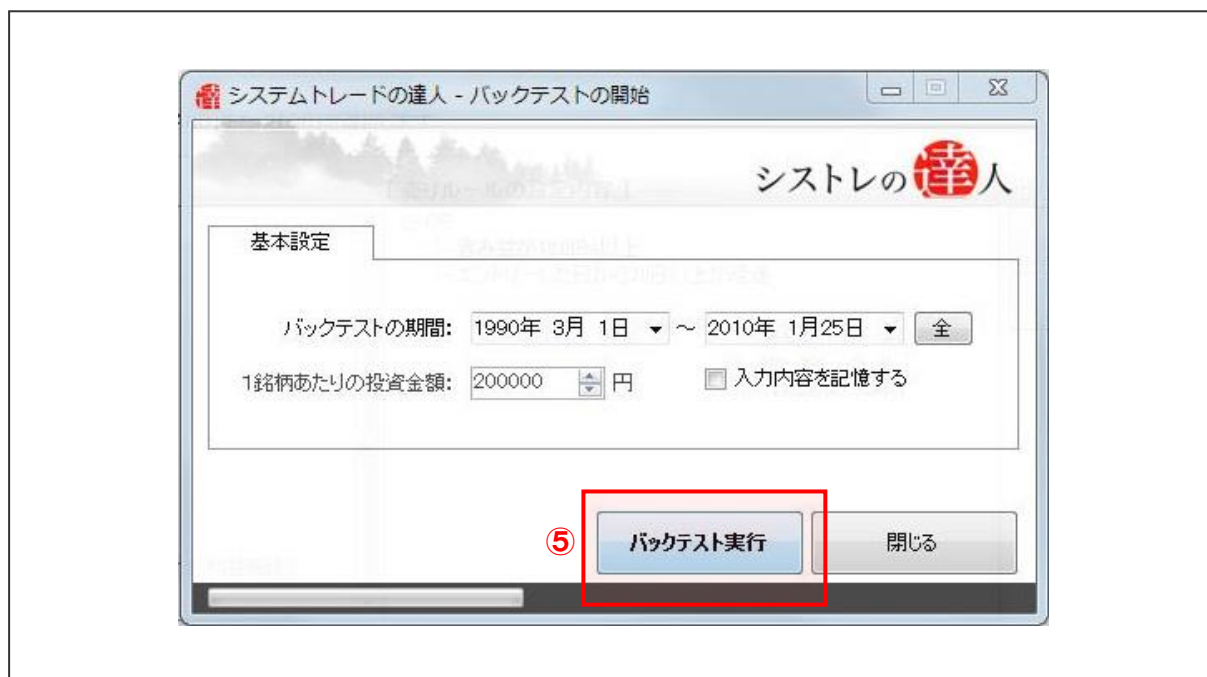 システムトレードの達人 - バックテストの開始
シストレの達人
基本設定
バックテストの期間: 1990年 3月 1日 ～ 2010年 1月25日 全
1銘柄あたりの投資金額: 200000 円 入力内容を記憶する
⑤ バックテスト実行 閉じる